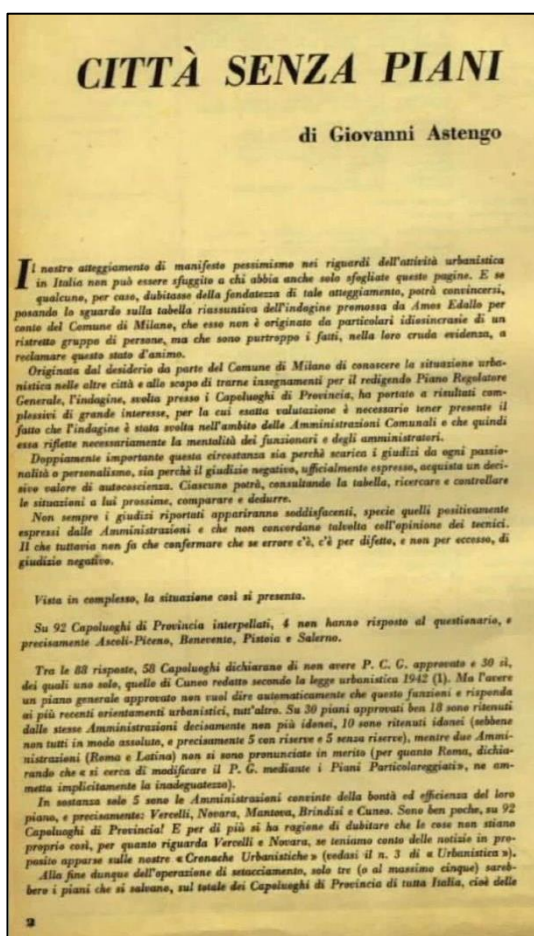 CITTÀ SENZA PIANI
di Giovanni Astengo
Il nostro atteggiamento di manifesto pessimismo nei riguardi dell'attività urbanistica
in Italia non può essere sfuggito a chi abbia anche solo sfogliate queste pagine. E se
qualcuno, per caso, dubitasse della fondatezza di tale atteggiamento, potrà convincersi,
posando lo sguardo sulla tabella riassuntiva dell'indagine promossa da Amos Edallo per
conto del Comune di Milano, che esso non è originato da particolari idiosincrasie di un
ristretto gruppo di persone, ma che sono purtroppo i fatti, nella loro cruda evidenza, a
reclamare questo stato d'animo.
Originata dal desiderio da parte del Comune di Milano di conoscere la situazione urba-
nistica nelle altre città e allo scopo di trarne insegnamenti per il redigendo Piano Regolatore
Generale, l'indagine, svolta presso i Capoluoghi di Provincia, ha portato a risultati com-
plessivi di grande interesse, per la cui esatta valutazione è necessario tener presente il
fatto che l'indagine è stata svolta nell'ambito delle Amministrazioni Comunali e che quindi
essa riflette necessariamente la mentalità dei funzionari e degli amministratori.
Doppiamente importante questa circostanza sia perchè scarica i giudizi da ogni passio-
nalità o personalismo, sia perchè il giudizio negativo, ufficialmente espresso, acquista un deci-
sivo valore di autocoscienza. Ciascuno potrà, consultando la tabella, ricercare e controllare
le situazioni a lui prossime, comparare e dedurre.
Non sempre i giudizi riportati appariranno soddisfacenti, specie quelli positivamente
espressi dalle Amministrazioni e che non concordano talvolta coll'opinione dei tecnici.
Il che tuttavia non fa che confermare che se errore c'è, c'è per difetto, e non per eccesso, di
giudizio negativo.
Vista in complesso, la situazione così si presenta.
Su 92 Capoluoghi di Provincia interpellati, 4 non hanno risposto al questionario, e
precisamente Ascoli-Piceno, Benevento, Pistoia e Salerno.
Tra le 88 risposte, 58 Capoluoghi dichiarano di non avere P. C. G. approvato e 30 sì,
dei quali uno solo, quello di Cuneo redatto secondo la legge urbanistica 1942 (1). Ma l'avere
un piano generale approvato non vuol dire automaticamente che questo funzioni e risponda
ai più recenti orientamenti urbanistici, tutt'altro. Su 30 piani approvati ben 18 sono ritenuti
dalle stesse Amministrazioni decisamente non più idonei, 10 sono ritenuti idonei (sebbene
non tutti in modo assoluto, e precisamente 5 con riserve e 5 senza riserve), mentre due Ammi-
nistrazioni (Roma e Latina) non si sono pronunciate in merito (per quanto Roma, dichia-
rando che « si cerca di modificare il P. G. mediante i Piani Particolareggiati», ne am-
metta implicitamente la inadeguatezza).
In sostanza solo 5 sono le Amministrazioni convinte della bontà ed efficienza del loro
piano, e precisamente: Vercelli, Novara, Mantova, Brindisi e Cuneo. Sono ben poche, su 92
Capoluoghi di Provincia! E per di più si ha ragione di dubitare che le cose non stiano
proprio così, per quanto riguarda Vercelli e Novara, se teniamo conto delle notizie in pro-
posito apparse sulle nostre «Cronache Urbanistiche» (vedasi il n. 3 di « Urbanistica »).
Alla fine dunque dell'operazione di setacciamento, solo tre (o al massimo cinque) sareb-
bero i piani che si salvano, sul totale dei Capoluoghi di Provincia di tutta Italia, cioè delle
2